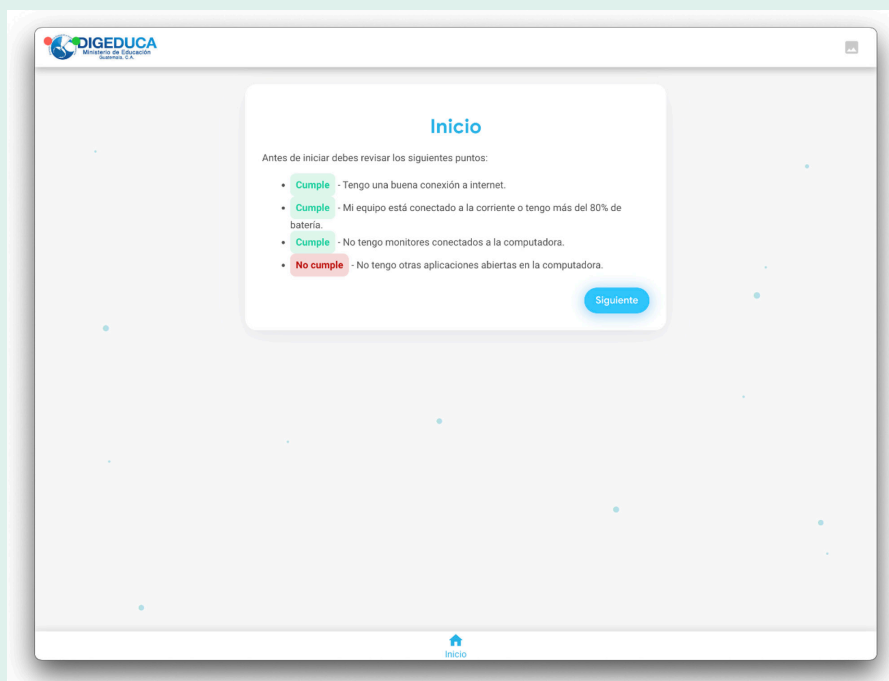 DIGEDUCA
Ministerio de Educación
Guatemala, C.A.
Inicio
Antes de iniciar debes revisar los siguientes puntos:
Cumple - Tengo una buena conexión a internet.
Cumple - Mi equipo está conectado a la corriente o tengo más del 80% de
batería.
Cumple - No tengo monitores conectados a la computadora.
No cumple - No tengo otras aplicaciones abiertas en la computadora.
Siguiente
Inicio